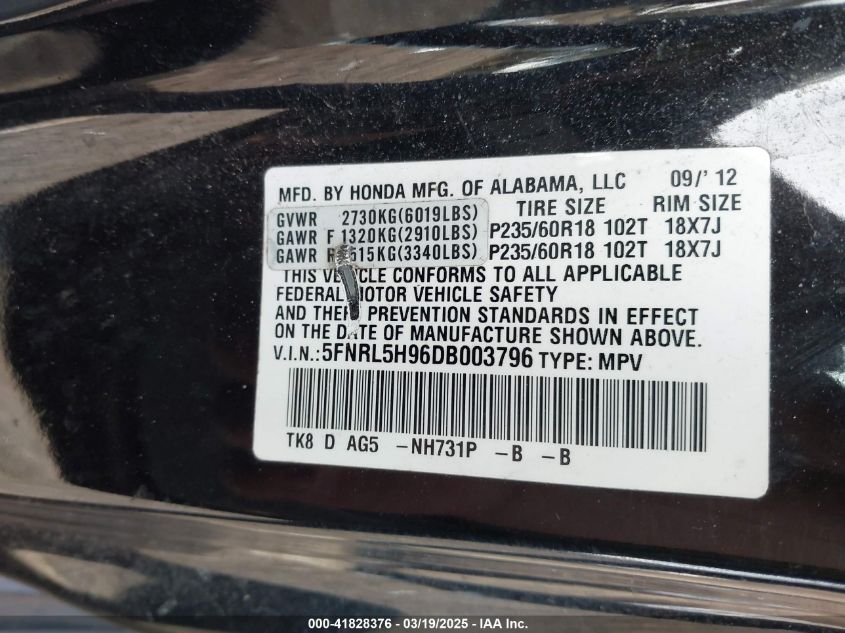 MFD. BY HONDA MFG. OF ALABAMA, LLC 09/'12
GVWR 2730KG(6019LBS) TIRE SIZE RIM SIZE
GAWR F 1320KG(2910LBS) P235/60R18 102T 18X7J
GAWR 515KG(3340LBS) P235/60R18 102T 18X7J
THIS VEHICLE CONFORMS TO ALL APPLICABLE
FEDERAL MOTOR VEHICLE SAFETY
AND THEFT PREVENTION STANDARDS IN EFFECT
ON THE DATE OF MANUFACTURE SHOWN ABOVE.
V.I.N.:5FNRL5H96DB003796 TYPE: MPV
TK8 D AG5 -NH731P -B -B
000-41828376 / 03/19/2025 - IAA Inc.